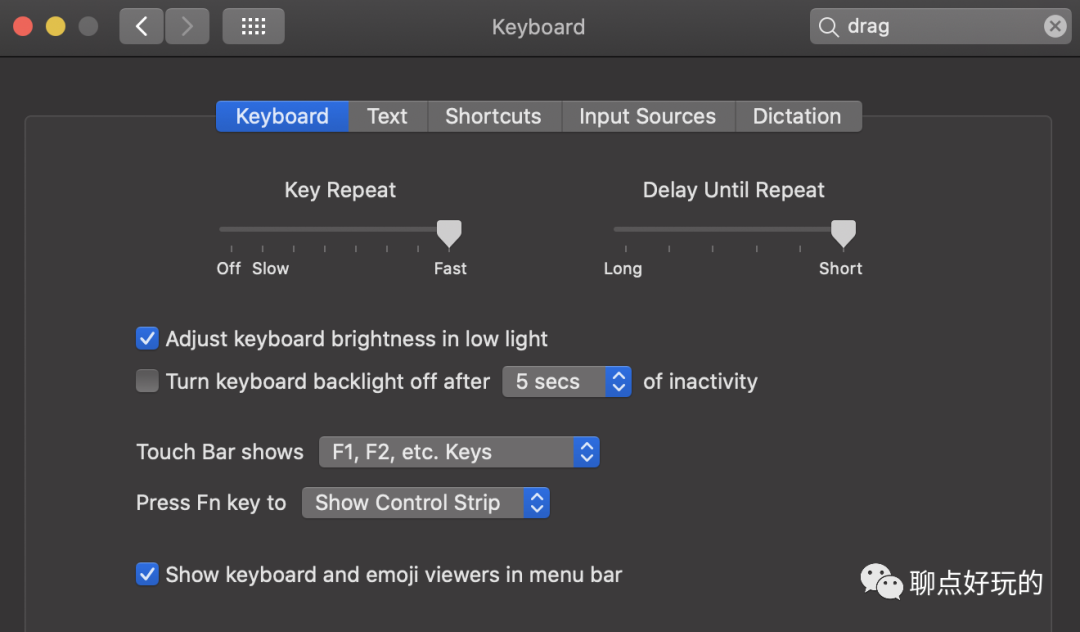 Keyboard
drag
Keyboard Text Shortcuts Input Sources Dictation
Key Repeat Delay Until Repeat
Off Slow Fast Long Short
Adjust keyboard brightness in low light
Turn keyboard backlight off after 5 secs of inactivity
Touch Bar shows F1, F2, etc. Keys
Press Fn key to Show Control Strip
Show keyboard and emoji viewers in menu bar
聊点好玩的